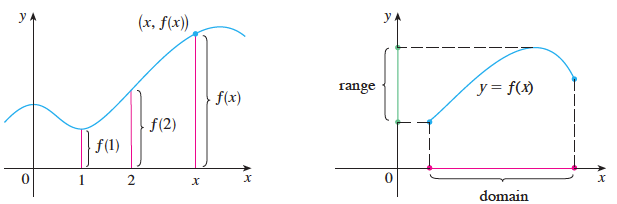 y
(x, f(x))
f(x)
f(2)
f(1)
0
1
2
x
x
y
range
y = f(x)
0
x
domain